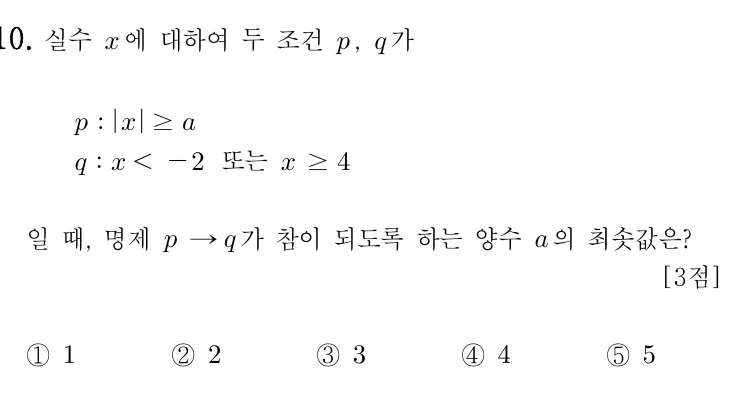 10. 실수 x에 대하여 두 조건 p, q가
p : |x| ≥ a
q : x < −2 또는 x ≥ 4
일 때, 명제 p → q가 참이 되도록 하는 양수 a의 최솟값은?
[3점]
① 1 ② 2 ③ 3 ④ 4 ⑤ 5